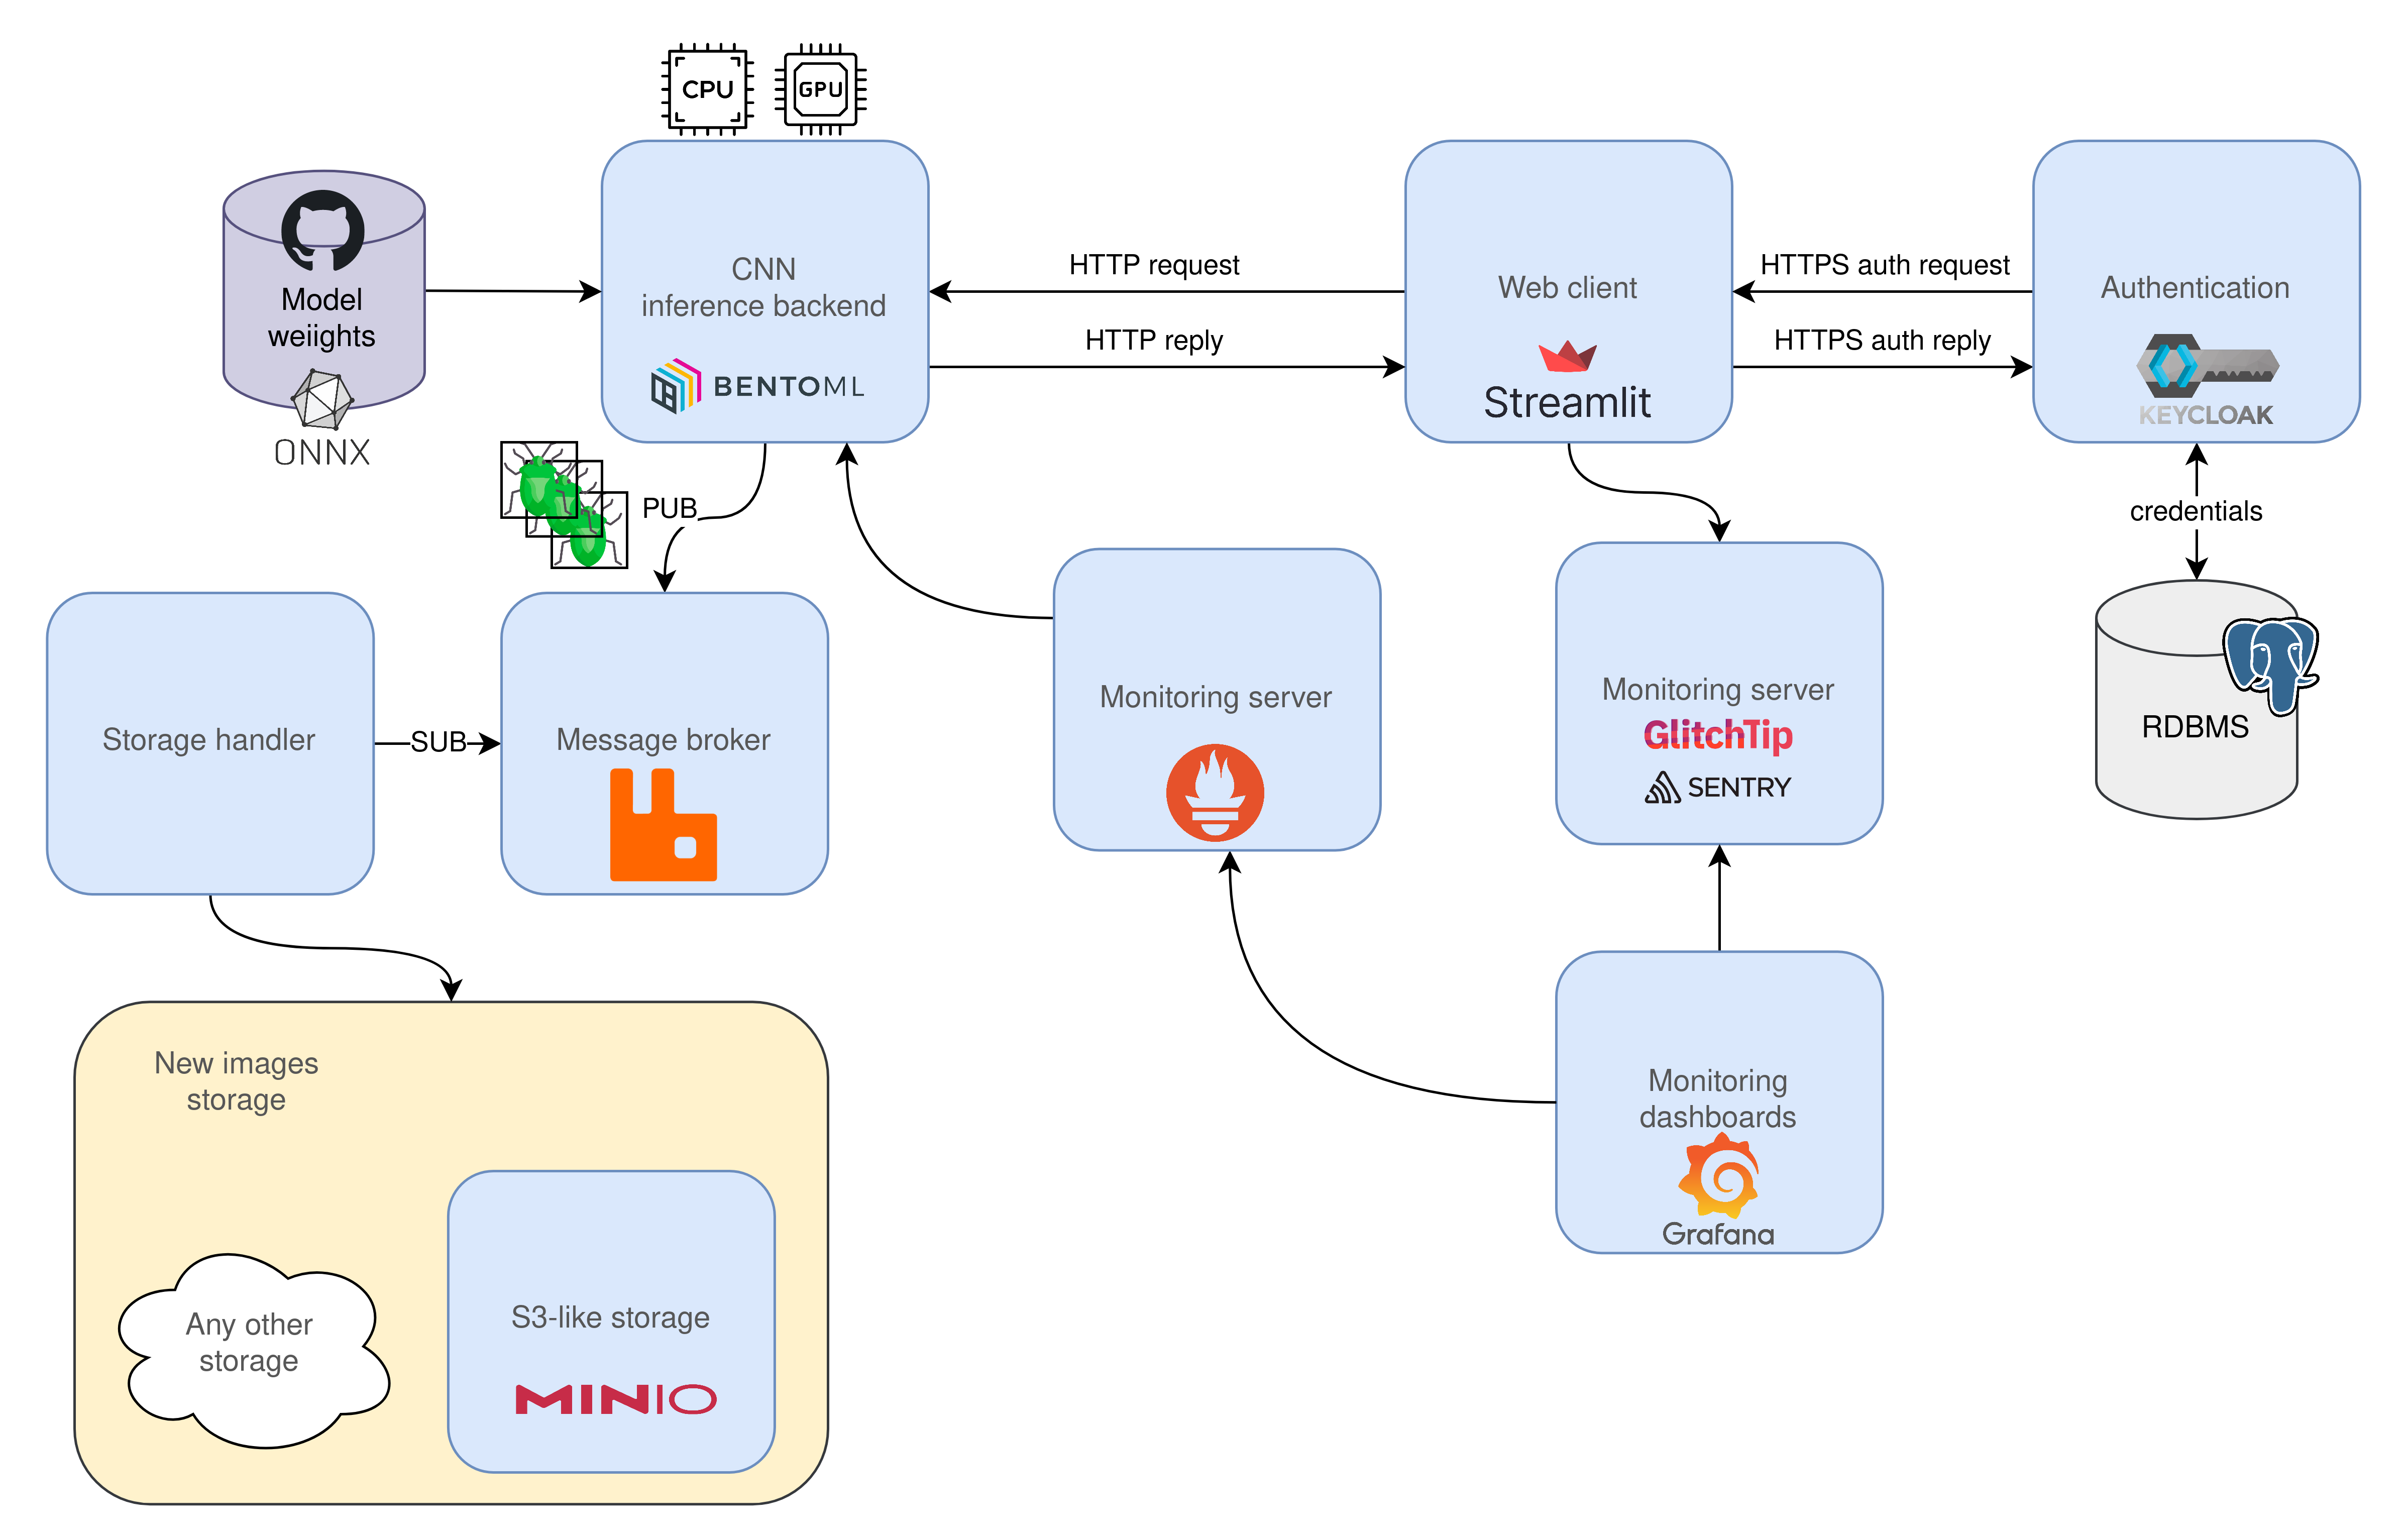 CPU
GPU
Model
weiights
ONNX
CNN
inference backend
BENTOML
HTTP request
HTTP reply
Web client
Streamlit
HTTPS auth request
HTTPS auth reply
Authentication
KEYCLOAK
PUB
credentials
Storage handler
SUB
Message broker
Monitoring server
Monitoring server
GlitchTip
SENTRY
RDBMS
New images
storage
Monitoring
dashboards
Grafana
Any other
storage
S3-like storage
MINIO